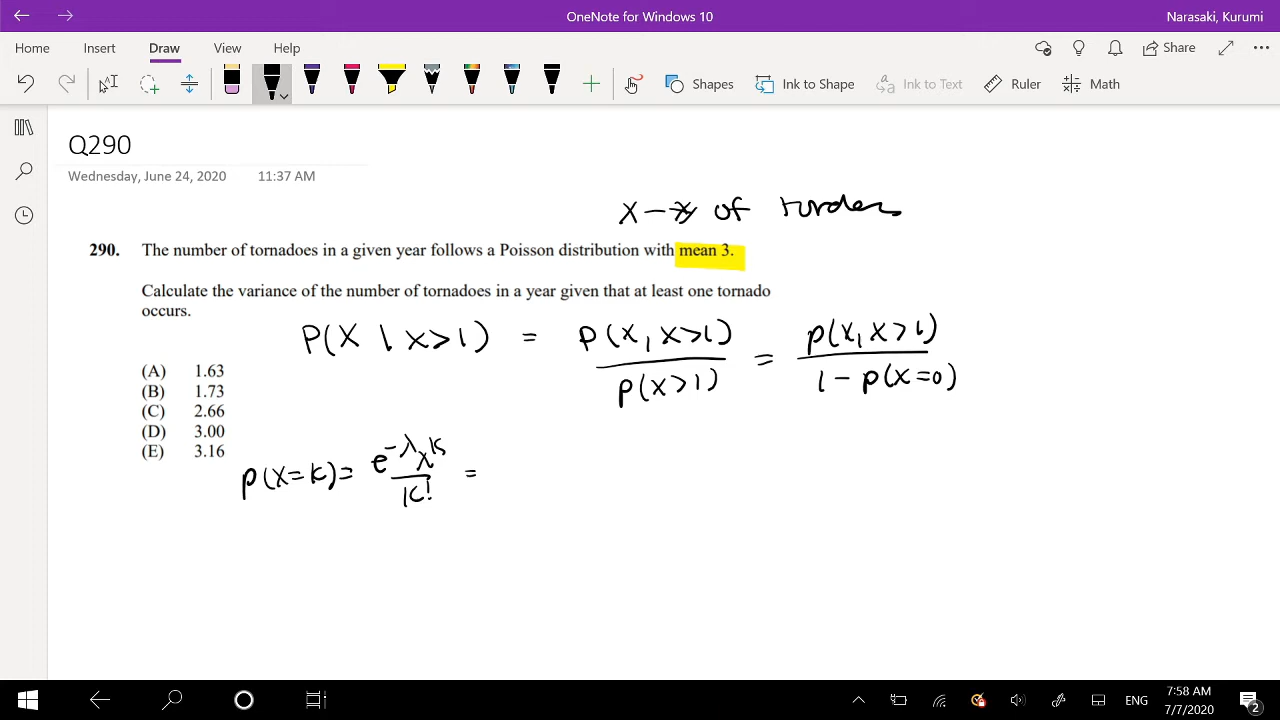 OneNote for Windows 10
Narasaki, Kurumi
Home Insert Draw View Help
Share
Shapes Ink to Shape Ink to Text Ruler Math
Q290
Wednesday, June 24, 2020 11:37 AM
X - # of
290. The number of tornadoes in a given year follows a Poisson distribution with mean 3.
Calculate the variance of the number of tornadoes in a year given that at least one tornado
occurs.
P(X | X>1) = P(X, X>1) / P(X>1) = P(X, X>1) / 1 - P(X=0)
(A) 1.63
(B) 1.73
(C) 2.66
(D) 3.00
(E) 3.16
P(X=K) = e^-λ λ^K / K! =
ENG
7:58 AM
7/7/2020
2